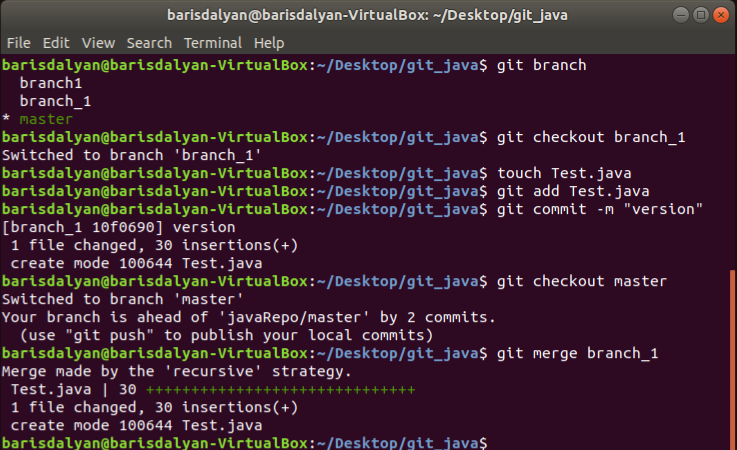 barisdalyan@barisdalyan-VirtualBox: ~/Desktop/git_java
File Edit View Search Terminal Help
barisdalyan@barisdalyan-VirtualBox:~/Desktop/git_java$ git branch
  branch1
  branch_1
* master
barisdalyan@barisdalyan-VirtualBox:~/Desktop/git_java$ git checkout branch_1
Switched to branch 'branch_1'
barisdalyan@barisdalyan-VirtualBox:~/Desktop/git_java$ touch Test.java
barisdalyan@barisdalyan-VirtualBox:~/Desktop/git_java$ git add Test.java
barisdalyan@barisdalyan-VirtualBox:~/Desktop/git_java$ git commit -m "version"
[branch_1 10f0690] version
 1 file changed, 30 insertions(+)
 create mode 100644 Test.java
barisdalyan@barisdalyan-VirtualBox:~/Desktop/git_java$ git checkout master
Switched to branch 'master'
Your branch is ahead of 'javaRepo/master' by 2 commits.
  (use "git push" to publish your local commits)
barisdalyan@barisdalyan-VirtualBox:~/Desktop/git_java$ git merge branch_1
Merge made by the 'recursive' strategy.
 Test.java | 30 ++++++++++++++++++++++++++++++
 1 file changed, 30 insertions(+)
 create mode 100644 Test.java
barisdalyan@barisdalyan-VirtualBox:~/Desktop/git_java$